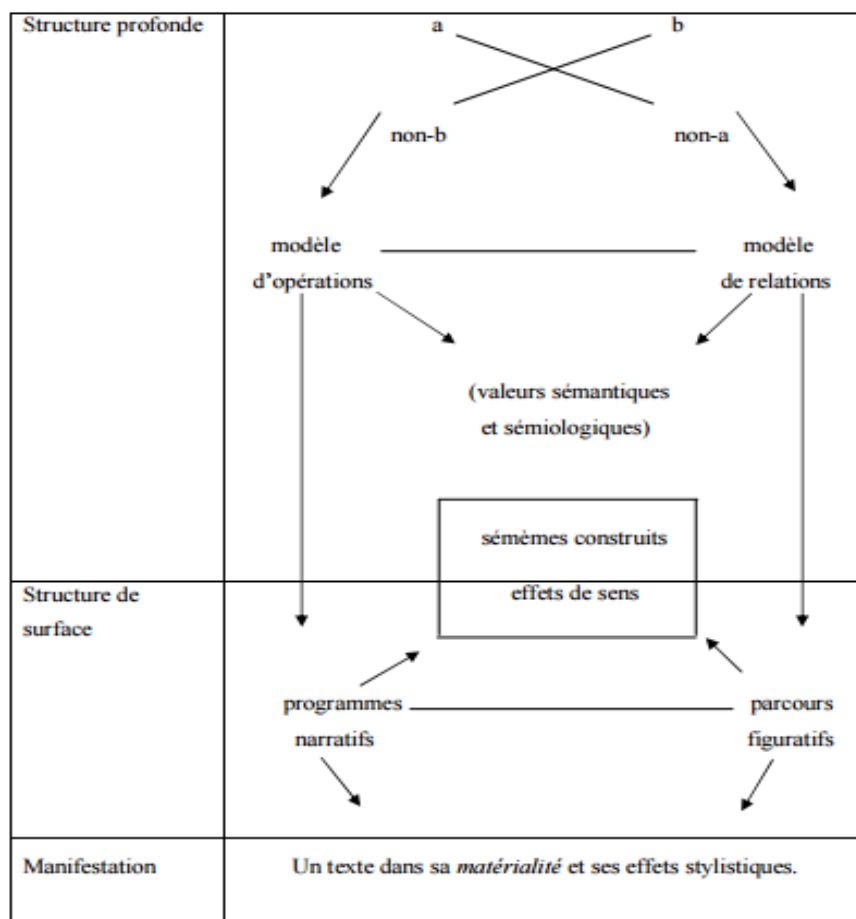 Structure profonde
a b
non-b non-a
modèle modèle
d'opérations de relations
(valeurs sémantiques
et sémiologiques)
sémèmes construits
Structure de effets de sens
surface
programmes parcours
narratifs figuratifs
Manifestation Un texte dans sa matérialité et ses effets stylistiques.